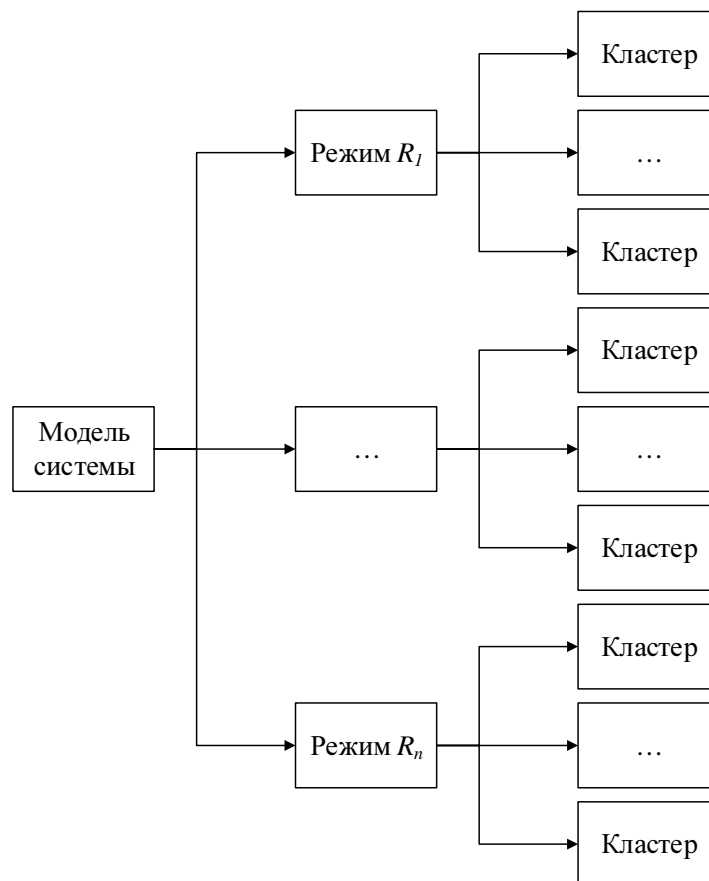 Кластер
Режим R₁
…
Кластер
Кластер
Модель
системы
…
…
Кластер
Кластер
Режим Rₙ
…
Кластер